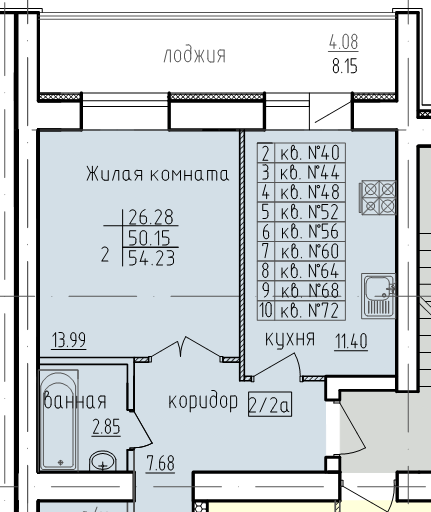 лоджия
4.08
8.15
Жилая комната
26.28
50.15
2 54.23
13.99
2 кв. №40
3 кв. №44
4 кв. №48
5 кв. №52
6 кв. №56
7 кв. №60
8 кв. №64
9 кв. №68
10 кв. №72
кухня
11.40
ванная
2.85
коридор 2/2а
7.68